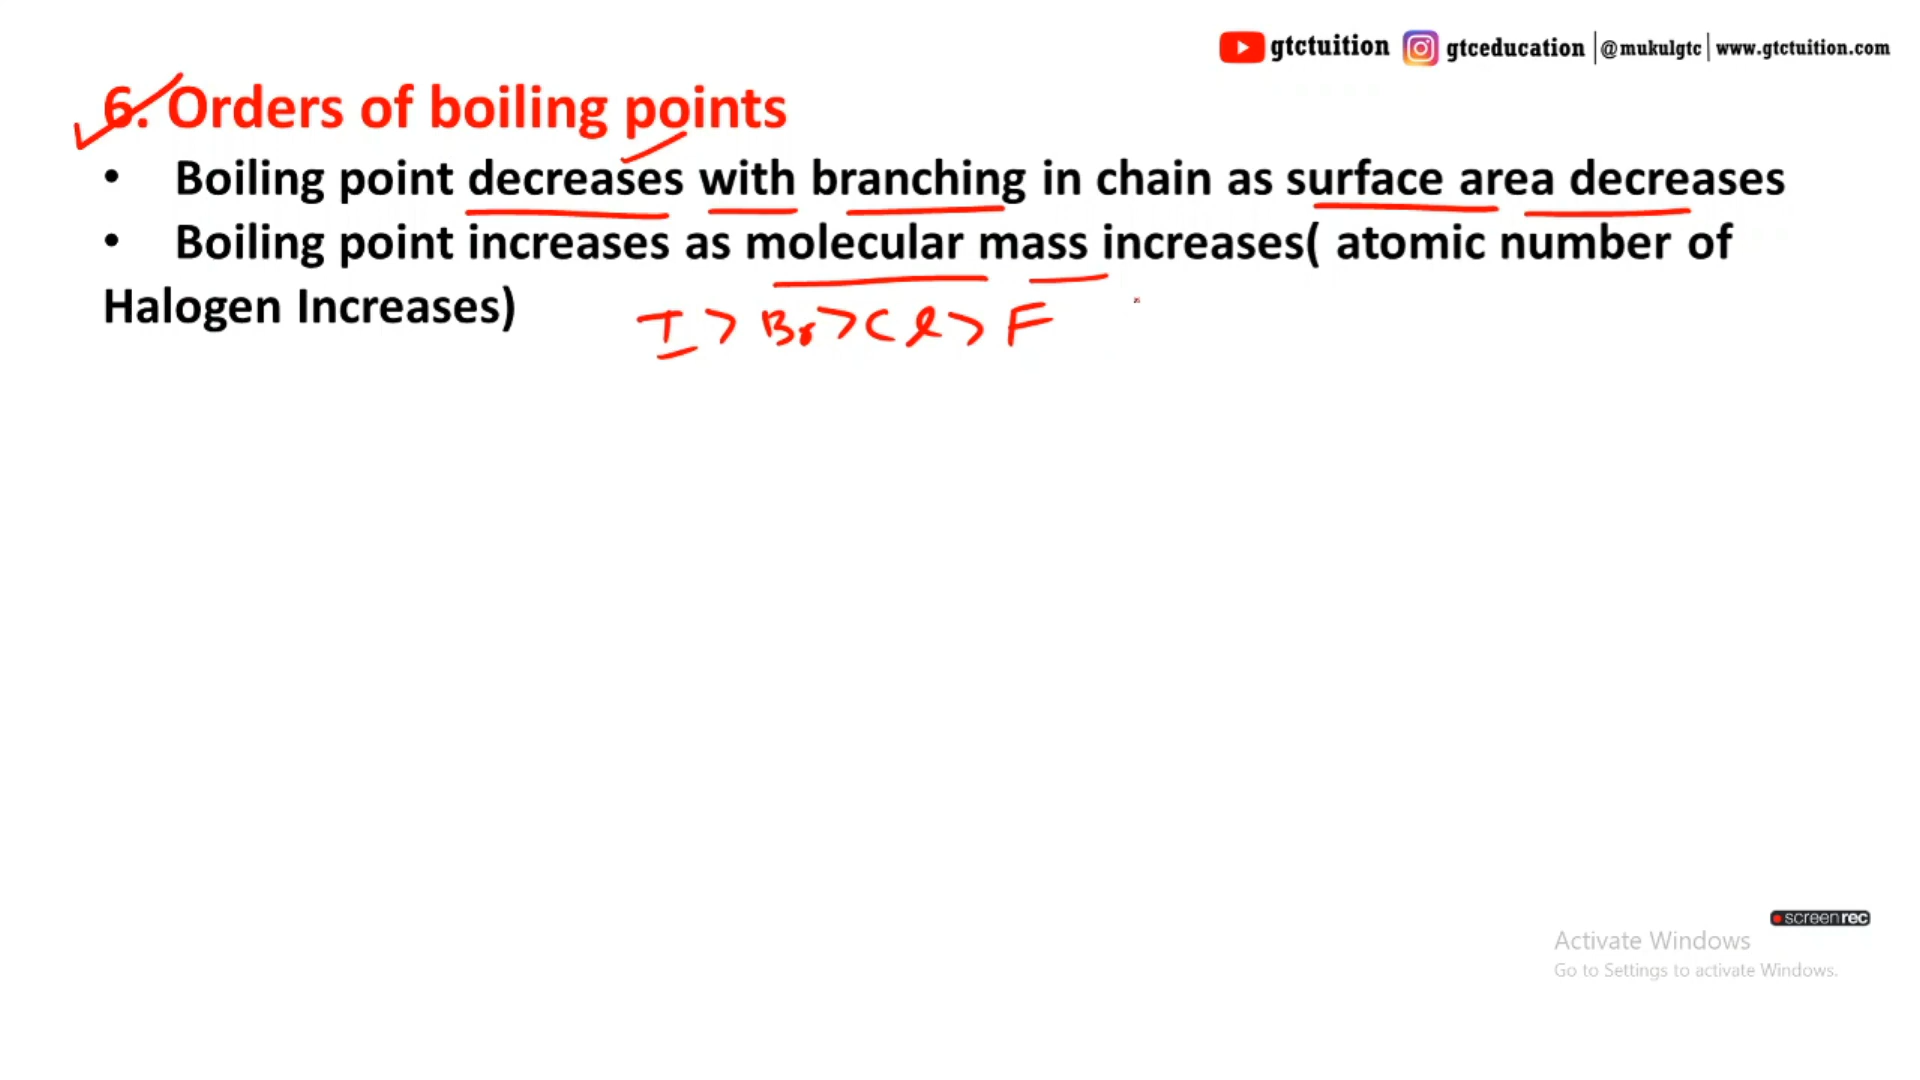 gtctuition gtceducation |@mukulgtc|www.gtctuition.com
6. Orders of boiling points
• Boiling point decreases with branching in chain as surface area decreases
• Boiling point increases as molecular mass increases( atomic number of
Halogen Increases)
I > Br > Cl > F
screenrec
Activate Windows
Go to Settings to activate Windows.